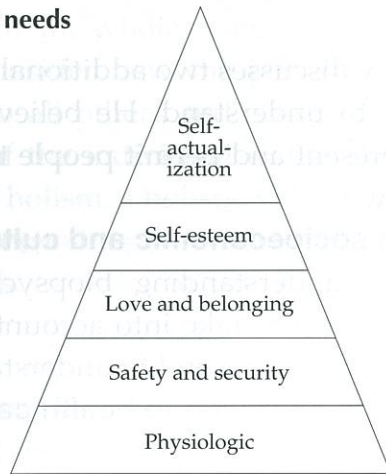 needs
Self-
actual-
ization
Self-esteem
Love and belonging
Safety and security
Physiologic